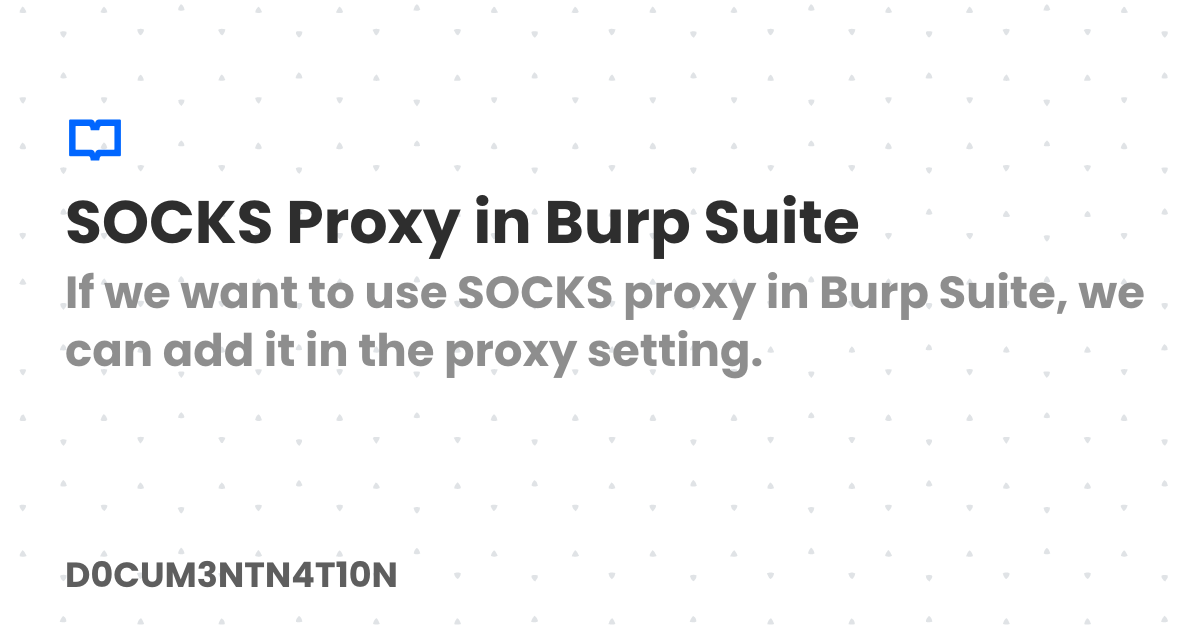 SOCKS Proxy in Burp Suite
If we want to use SOCKS proxy in Burp Suite, we
can add it in the proxy setting.
D0CUM3NTN4T10N